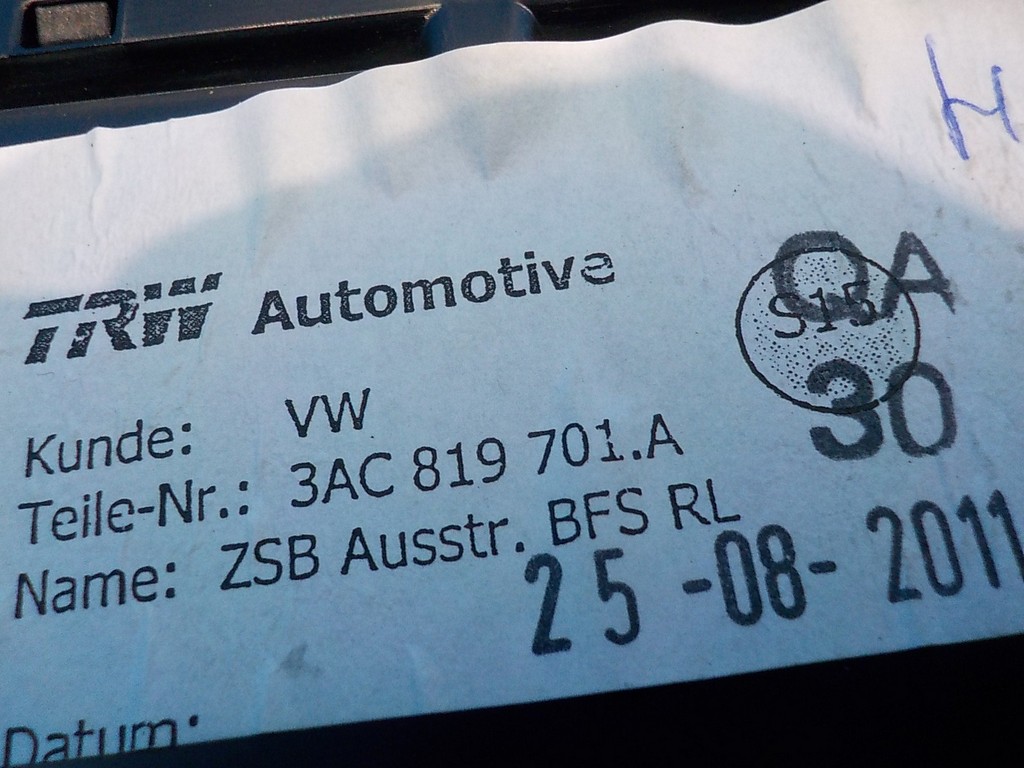 H
TRW Automotive
QA
S15
30
Kunde: VW
Teile-Nr.: 3AC 819 701.A
Name: ZSB Ausstr. BFS RL
25-08-2011
Datum: